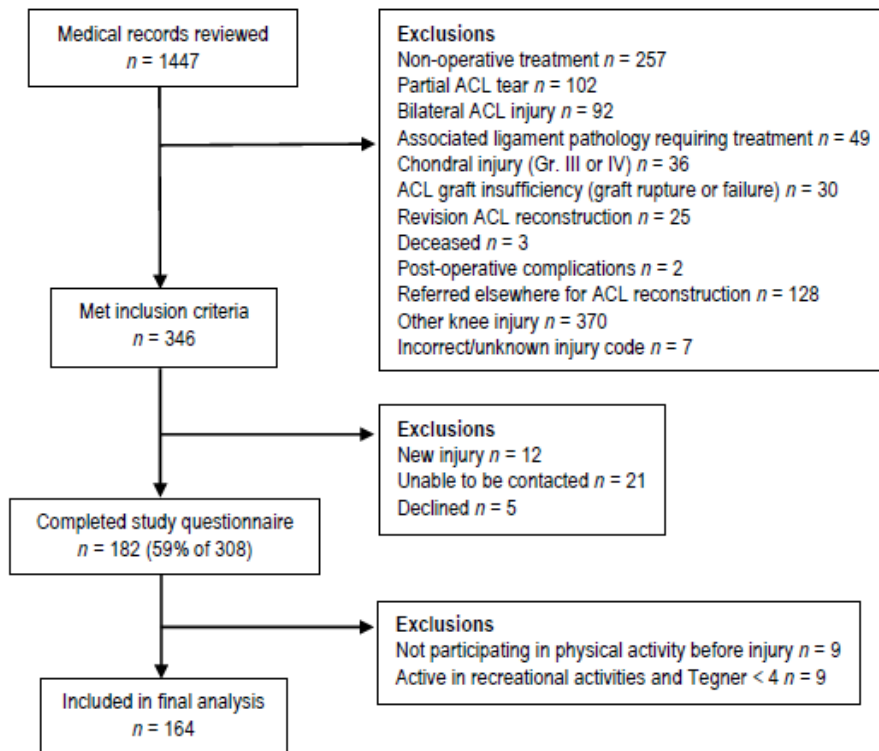 Medical records reviewed
n = 1447
Exclusions
Non-operative treatment n = 257
Partial ACL tear n = 102
Bilateral ACL injury n = 92
Associated ligament pathology requiring treatment n = 49
Chondral injury (Gr. III or IV) n = 36
ACL graft insufficiency (graft rupture or failure) n = 30
Revision ACL reconstruction n = 25
Deceased n = 3
Post-operative complications n = 2
Referred elsewhere for ACL reconstruction n = 128
Other knee injury n = 370
Incorrect/unknown injury code n = 7
Met inclusion criteria
n = 346
Exclusions
New injury n = 12
Unable to be contacted n = 21
Declined n = 5
Completed study questionnaire
n = 182 (59% of 308)
Exclusions
Not participating in physical activity before injury n = 9
Active in recreational activities and Tegner < 4 n = 9
Included in final analysis
n = 164